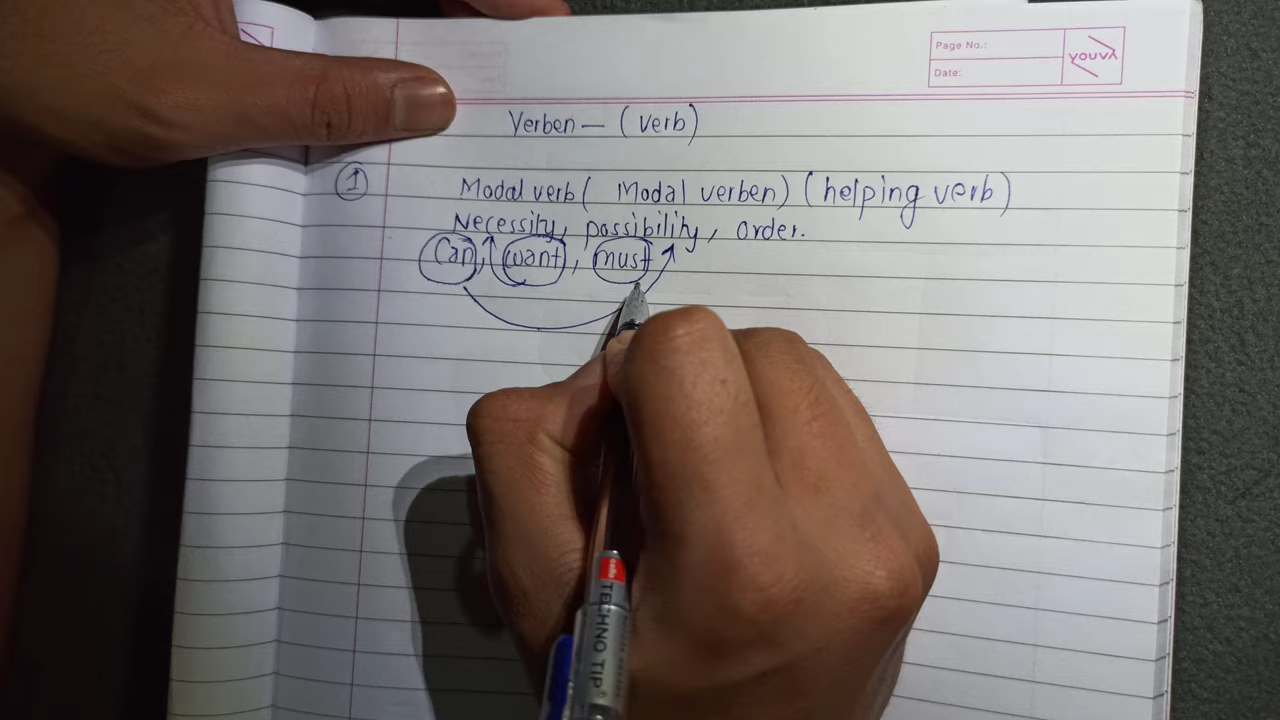 Page No.:
YOUVA
Date:
Verben — (verb)
1 Modal verb ( Modal verben) (helping verb)
Necessity, possibility, order.
Can, want, must
cello TECHNO TIP